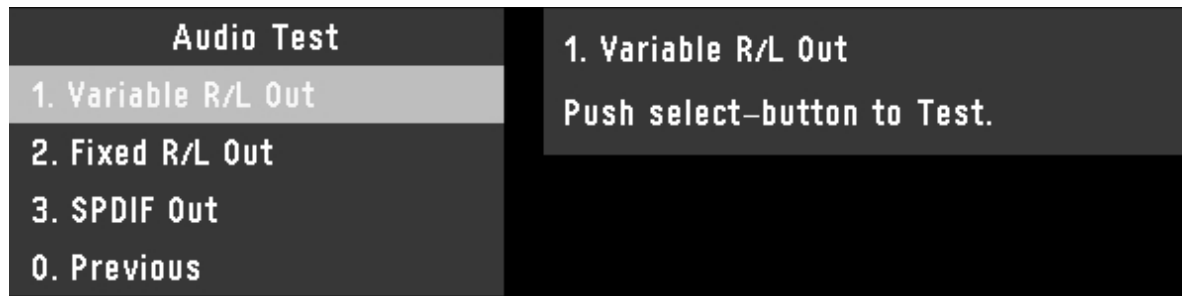 Audio Test
1. Variable R/L Out
2. Fixed R/L Out
3. SPDIF Out
0. Previous
1. Variable R/L Out
Push select-button to Test.